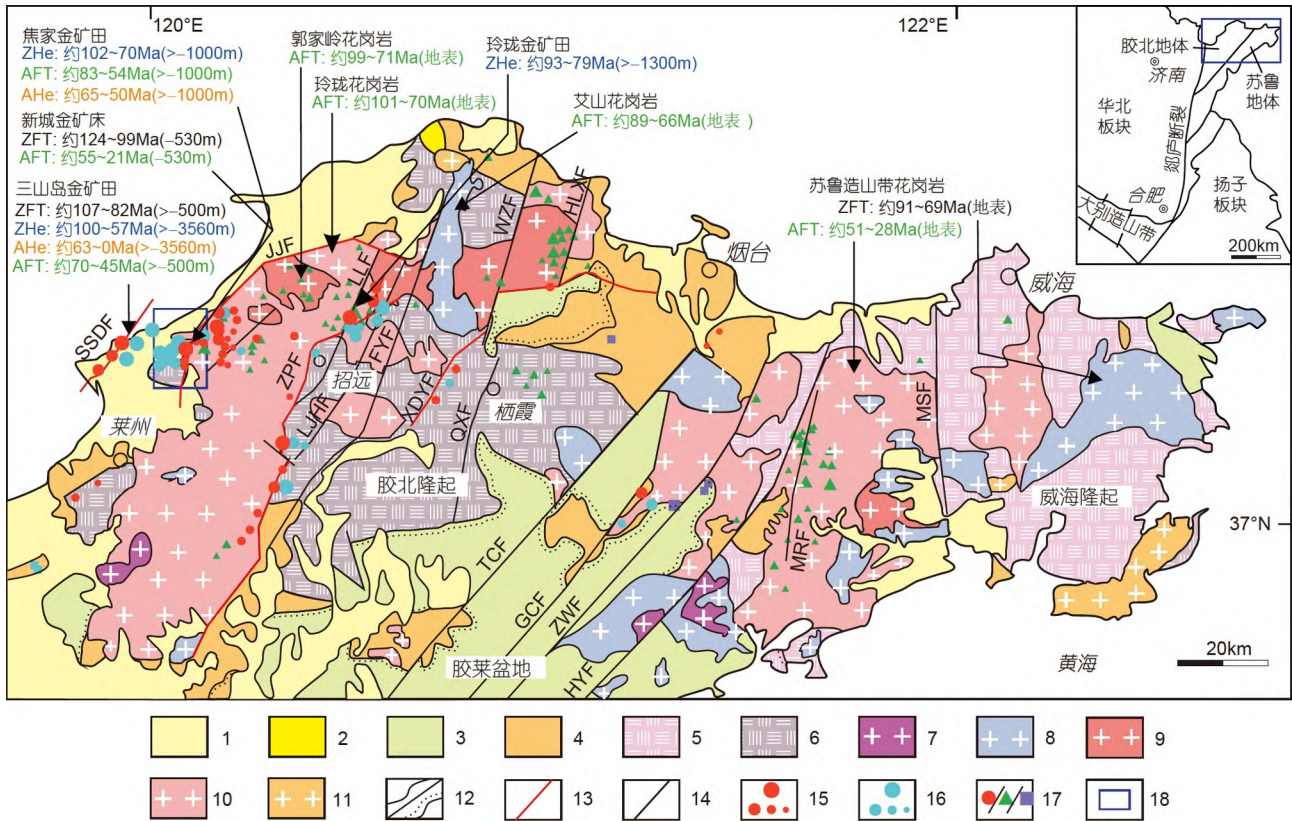 120°E
122°E
焦家金矿田
ZHe: 约102~70Ma(>−1000m)
AFT: 约83~54Ma(>−1000m)
AHe: 约65~50Ma(>−1000m)
新城金矿床
ZFT: 约124~99Ma(−530m)
AFT: 约55~21Ma(−530m)
三山岛金矿田
ZFT: 约107~82Ma(>−500m)
ZHe: 约100~57Ma(>−3560m)
AHe: 约63~0Ma(>−3560m)
AFT: 约70~45Ma(>−500m)
郭家岭花岗岩
AFT: 约99~71Ma(地表)
玲珑花岗岩
AFT: 约101~70Ma(地表)
玲珑金矿田
ZHe: 约93~79Ma(>−1300m)
艾山花岗岩
AFT: 约89~66Ma(地表 )
苏鲁造山带花岗岩
ZFT: 约91~69Ma(地表)
AFT: 约51~28Ma(地表)
胶北地体
济南
苏鲁
地体
华北
板块
郯庐断裂
合肥
扬子
板块
大别造山带
200km
JJF
SSDF
LLF
WZF
HLXF
ZPF
招远
FYF
LJHF
XDYF
QXF
栖霞
烟台
威海
莱州
胶北隆起
MSF
威海隆起
37°N
TCF
GCF
ZWF
MRF
HYF
胶莱盆地
黄海
20km
1
2
3
4
5
6
7
8
9
10
11
12
13
14
15
16
17
18